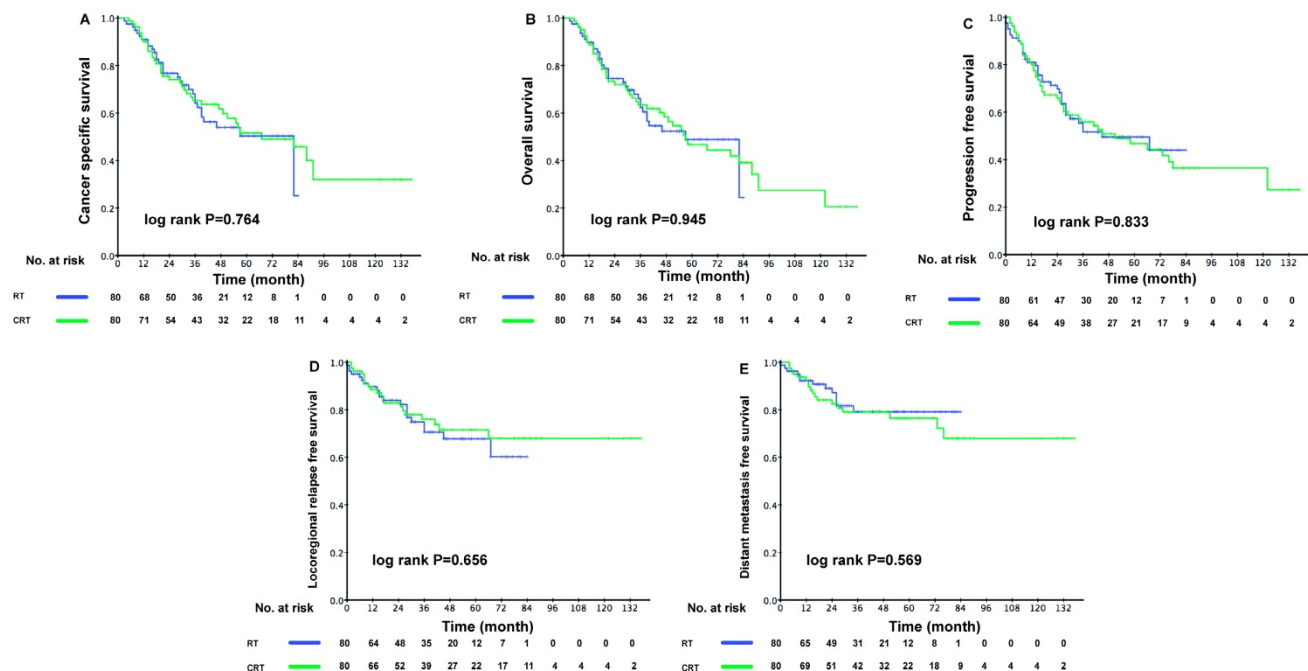 A
Cancer specific survival
1.0
0.8
0.6
0.4
0.2
0.0
log rank P=0.764
0 12 24 36 48 60 72 84 96 108 120 132
Time (month)
No. at risk
RT 80 68 50 36 21 12 8 1 0 0 0 0
CRT 80 71 54 43 32 22 18 11 4 4 4 2
B
Overall survival
1.0
0.8
0.6
0.4
0.2
0.0
log rank P=0.945
0 12 24 36 48 60 72 84 96 108 120 132
Time (month)
No. at risk
RT 80 68 50 36 21 12 8 1 0 0 0 0
CRT 80 71 54 43 32 22 18 11 4 4 4 2
C
Progression free survival
1.0
0.8
0.6
0.4
0.2
0.0
log rank P=0.833
0 12 24 36 48 60 72 84 96 108 120 132
Time (month)
No. at risk
RT 80 61 47 30 20 12 7 1 0 0 0 0
CRT 80 64 49 38 27 21 17 9 4 4 4 2
D
Locoregional relapse free survival
1.0
0.8
0.6
0.4
0.2
0.0
log rank P=0.656
0 12 24 36 48 60 72 84 96 108 120 132
Time (month)
No. at risk
RT 80 64 48 35 20 12 7 1 0 0 0 0
CRT 80 66 52 39 27 22 17 11 4 4 4 2
E
Distant metastasis free survival
1.0
0.8
0.6
0.4
0.2
0.0
log rank P=0.569
0 12 24 36 48 60 72 84 96 108 120 132
Time (month)
No. at risk
RT 80 65 49 31 21 12 8 1 0 0 0 0
CRT 80 69 51 42 32 22 18 9 4 4 4 2